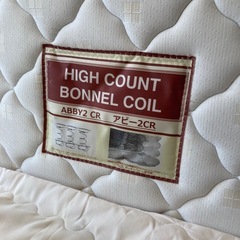 HIGH COUNT
BONNEL COIL
ABBY2 CR アビー2CR